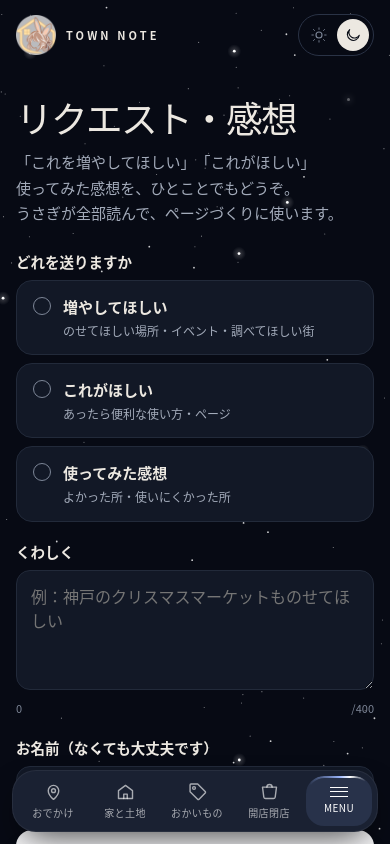 TOWN NOTE
リクエスト・感想
「これを増やしてほしい」「これがほしい」
使ってみた感想を、ひとことでもどうぞ。
うさぎが全部読んで、ページづくりに使います。
どれを送りますか
増やしてほしい
のせてほしい場所・イベント・調べてほしい街
これがほしい
あったら便利な使い方・ページ
使ってみた感想
よかった所・使いにくかった所
くわしく
例：神戸のクリスマスマーケットものせてほ
しい
0 /400
お名前（なくても大丈夫です）
おでかけ 家と土地 おかいもの 開店閉店 MENU